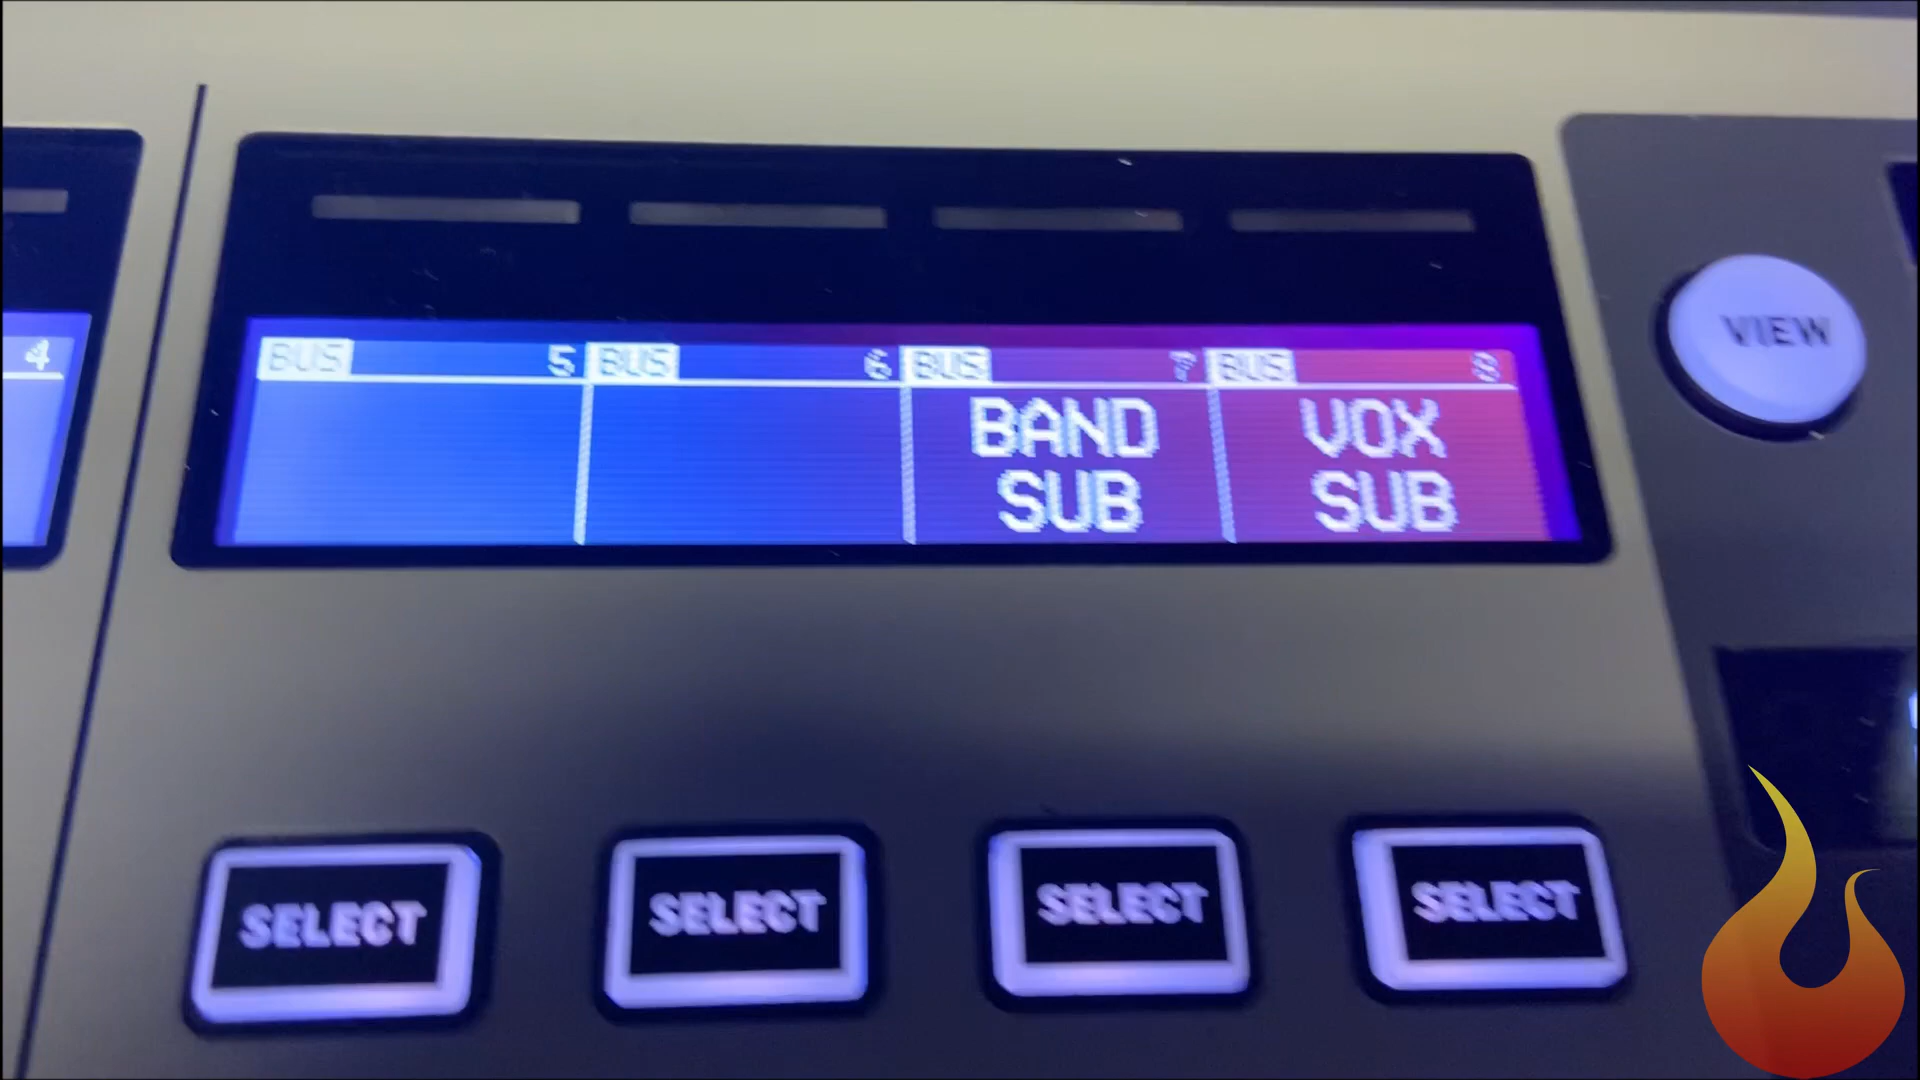 4
BUS 5 BUS 6 BUS 7 BUS 8
BAND VOX
SUB SUB
VIEW
SELECT SELECT SELECT SELECT